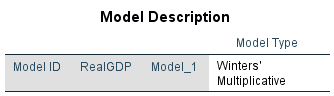 Model Description
Model Type
Model ID RealGDP Model_1 Winters'
Multiplicative